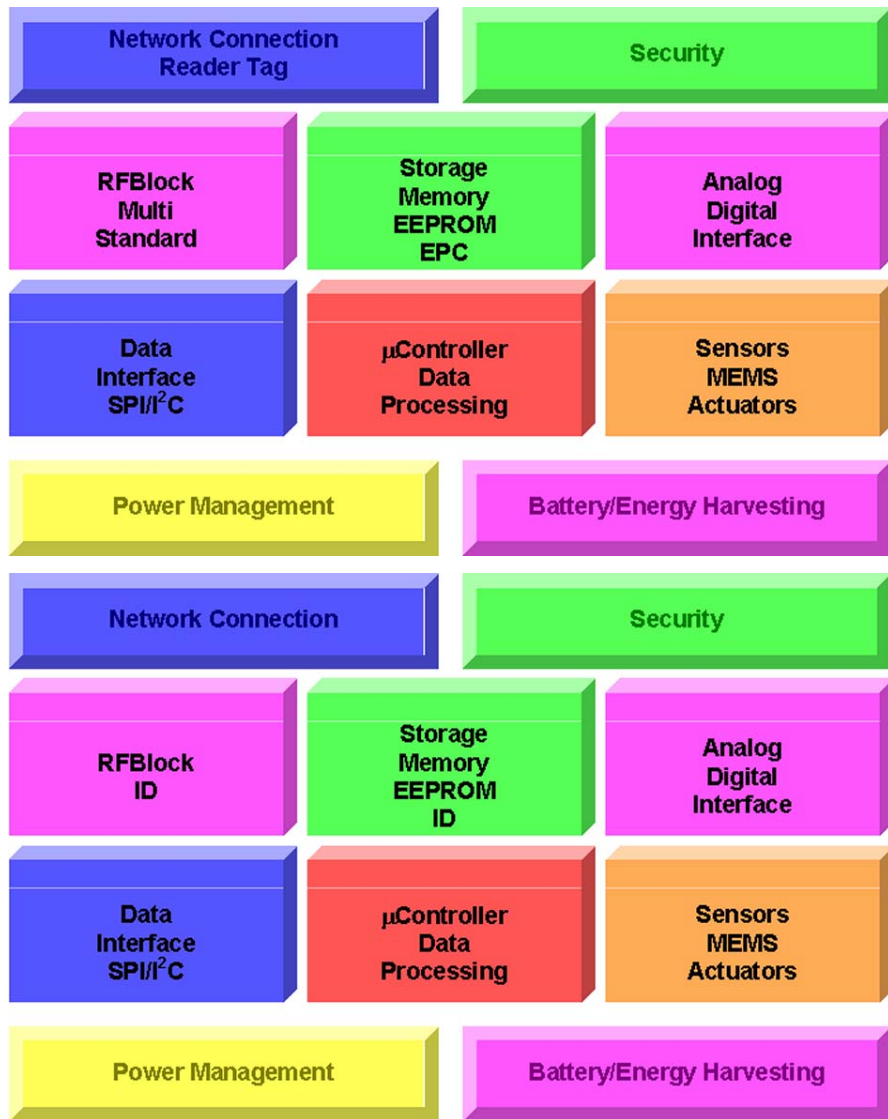 Network Connection
Reader Tag
Security
RFBlock
Multi
Standard
Storage
Memory
EEPROM
EPC
Analog
Digital
Interface
Data
Interface
SPI/I²C
µController
Data
Processing
Sensors
MEMS
Actuators
Power Management
Battery/Energy Harvesting
Network Connection
Security
RFBlock
ID
Storage
Memory
EEPROM
ID
Analog
Digital
Interface
Data
Interface
SPI/I²C
µController
Data
Processing
Sensors
MEMS
Actuators
Power Management
Battery/Energy Harvesting